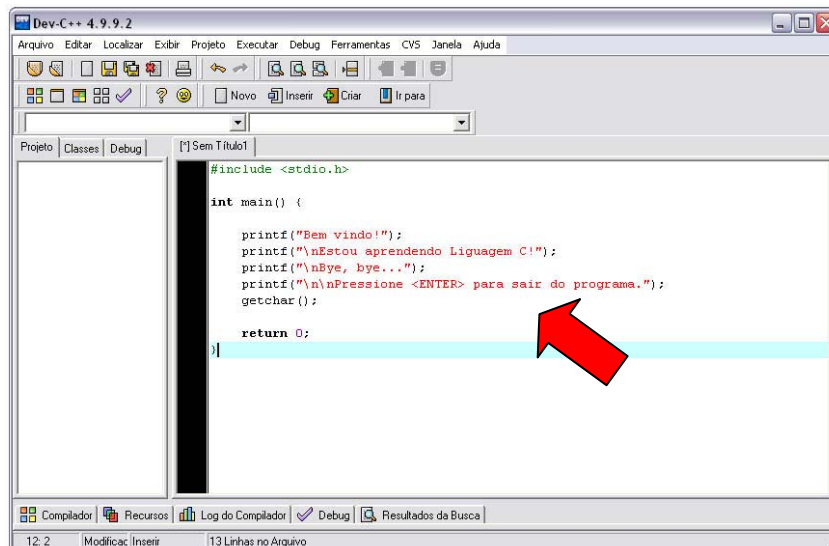 Dev-C++ 4.9.9.2
Arquivo Editar Localizar Exibir Projeto Executar Debug Ferramentas CVS Janela Ajuda
Novo Inserir Criar Ir para
Projeto Classes Debug [*] Sem Título1
#include <stdio.h>
int main() {
printf("Bem vindo!");
printf("\nEstou aprendendo Liguagem C!");
printf("\nBye, bye...");
printf("\n\nPressione <ENTER> para sair do programa.");
getchar();
return 0;
}
Compilador Recursos Log do Compilador Debug Resultados da Busca
12: 2 Modificac Inserir 13 Linhas no Arquivo